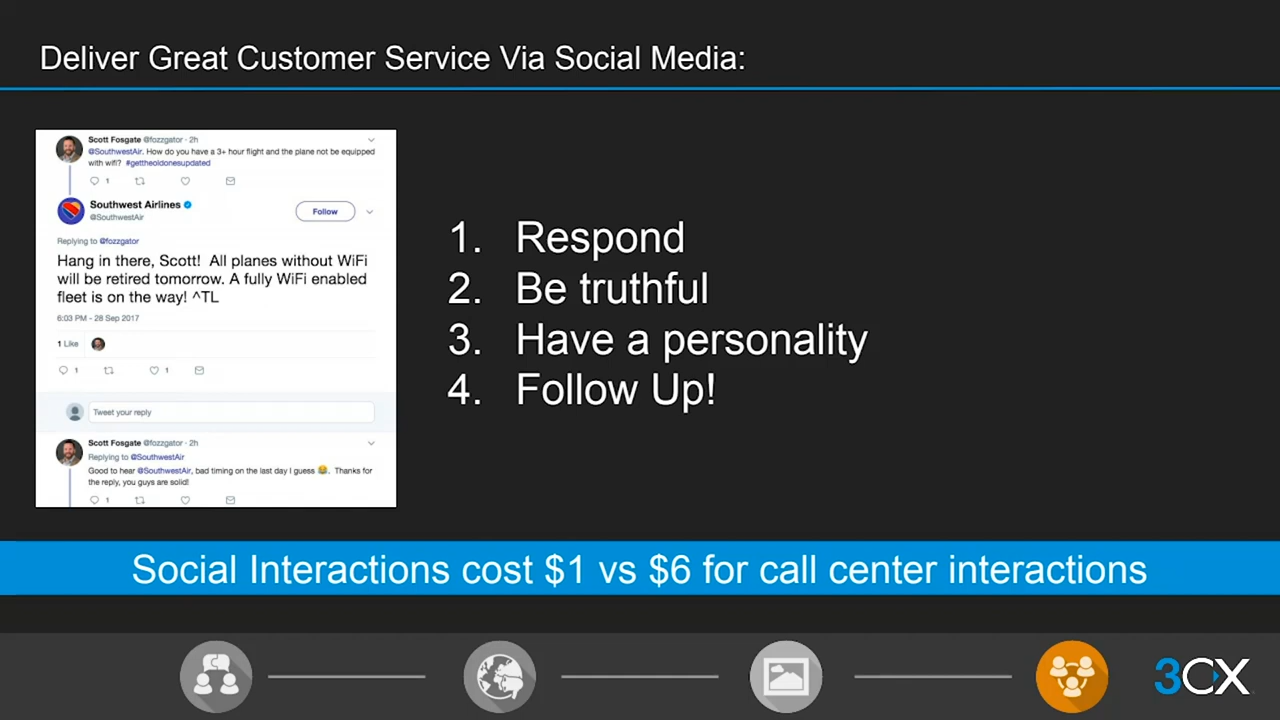 Deliver Great Customer Service Via Social Media:
Scott Fosgate @fozzgator · 2h
@SouthwestAir. How do you have a 3+ hour flight and the plane not be equipped
with wifi? #gettheoldonesupdated
1
Southwest Airlines
@SouthwestAir
Follow
Replying to @fozzgator
Hang in there, Scott! All planes without WiFi
will be retired tomorrow. A fully WiFi enabled
fleet is on the way! ^TL
6:03 PM - 28 Sep 2017
1 Like
1 1
Tweet your reply
Scott Fosgate @fozzgator · 2h
Replying to @SouthwestAir
Good to hear @SouthwestAir, bad timing on the last day I guess 😂. Thanks for
the reply, you guys are solid!
1
1. Respond
2. Be truthful
3. Have a personality
4. Follow Up!
Social Interactions cost $1 vs $6 for call center interactions
3CX